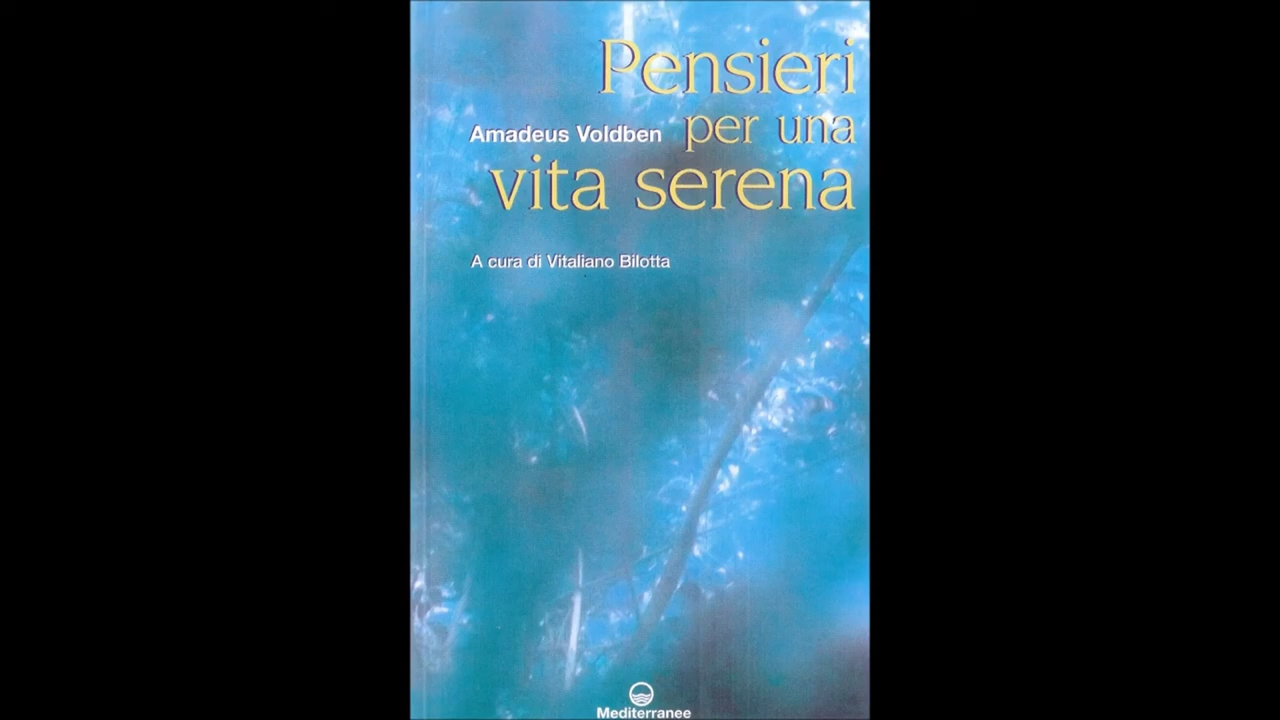 Pensieri
Amadeus Voldben per una
vita serena
A cura di Vitaliano Bilotta
Mediterranee